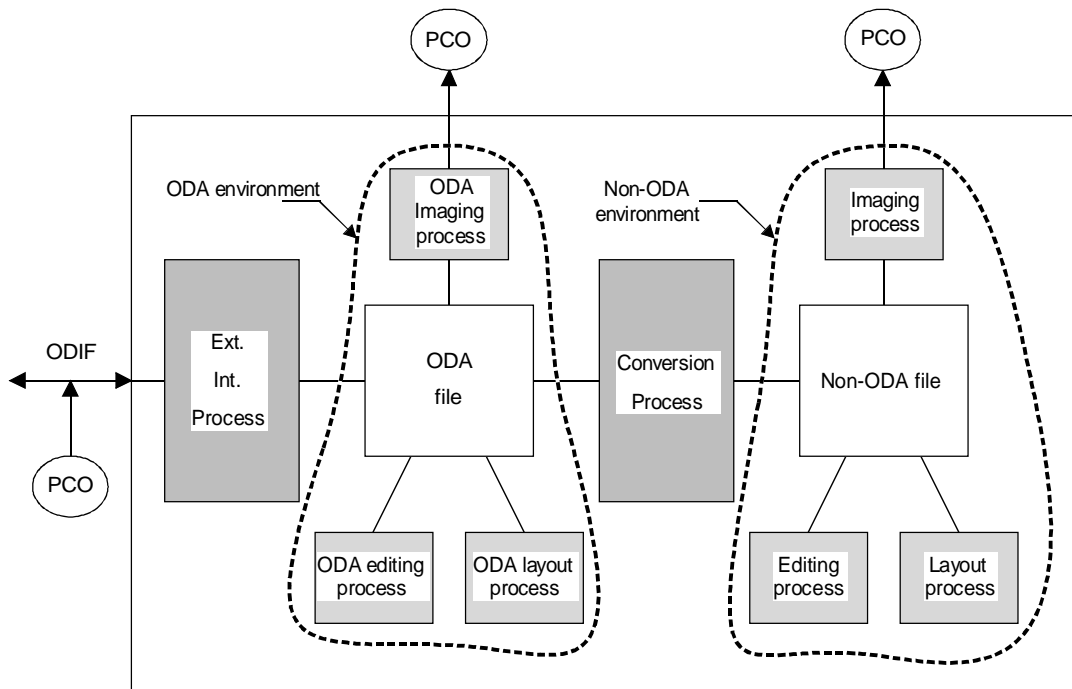 PCO
PCO
ODA environment
ODA
Imaging
process
Non-ODA
environment
Imaging
process
ODIF
Ext.
Int.
Process
ODA
file
Conversion
Process
Non-ODA file
PCO
ODA editing
process
ODA layout
process
Editing
process
Layout
process